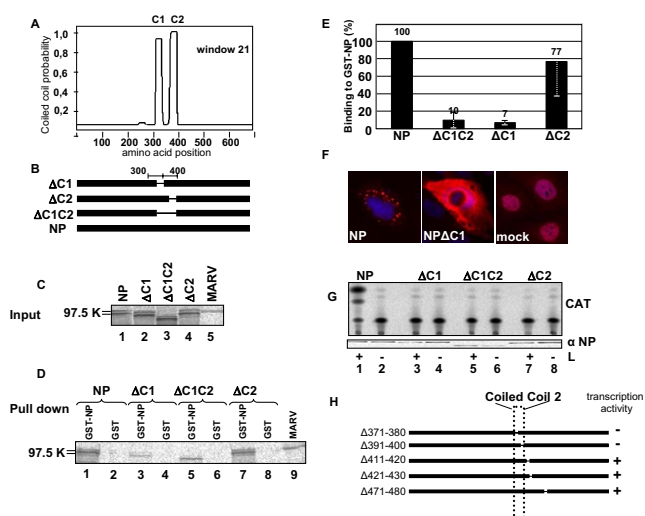 A
C1 C2
Coiled coil probability
1,0
0,8
0,6
0,4
0,2
window 21
100 200 300 400 500 600
amino acid position
B
300 400
ΔC1
ΔC2
ΔC1C2
NP
C
NP ΔC1 ΔC1C2 ΔC2 MARV
Input
97.5 K
1 2 3 4 5
D
NP ΔC1 ΔC1C2 ΔC2
Pull down
GST-NP GST GST-NP GST GST-NP GST GST-NP GST MARV
97.5 K
1 2 3 4 5 6 7 8 9
E
Binding to GST-NP (%)
100
80
60
40
20
0
100 10 7 77
NP ΔC1C2 ΔC1 ΔC2
F
NP NPΔC1 mock
G
NP ΔC1 ΔC1C2 ΔC2
CAT
α NP
+ - + - + - + - L
1 2 3 4 5 6 7 8
H
Coiled Coil 2
transcription
activity
Δ371-380 -
Δ391-400 -
Δ411-420 +
Δ421-430 +
Δ471-480 +